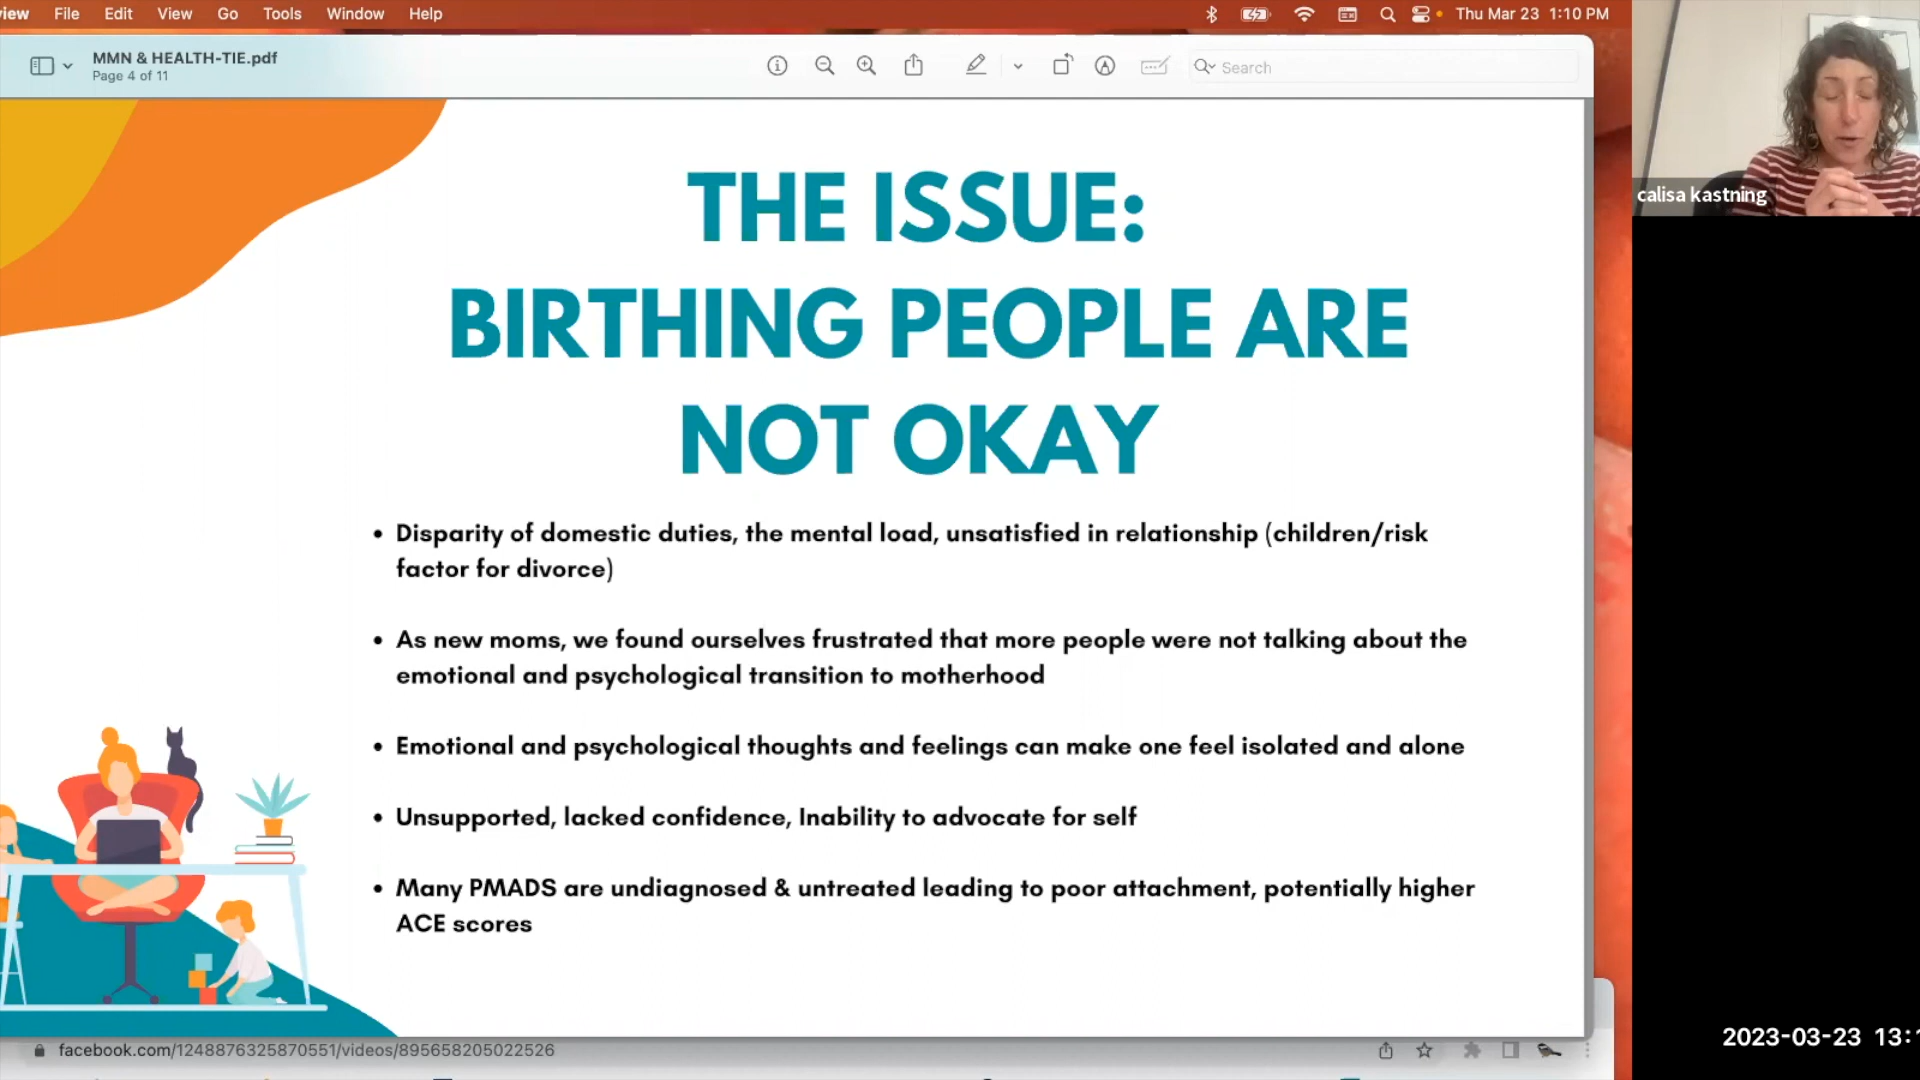 iew File Edit View Go Tools Window Help Thu Mar 23 1:10 PM
MMN & HEALTH-TIE.pdf
Page 4 of 11
Search
calisa kastning
THE ISSUE:
BIRTHING PEOPLE ARE
NOT OKAY
• Disparity of domestic duties, the mental load, unsatisfied in relationship (children/risk
factor for divorce)
• As new moms, we found ourselves frustrated that more people were not talking about the
emotional and psychological transition to motherhood
• Emotional and psychological thoughts and feelings can make one feel isolated and alone
• Unsupported, lacked confidence, Inability to advocate for self
• Many PMADS are undiagnosed & untreated leading to poor attachment, potentially higher
ACE scores
facebook.com/1248876325870551/videos/895658205022526
2023-03-23 13:1